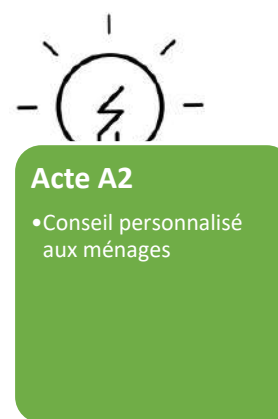 Acte A2
•Conseil personnalisé
aux ménages